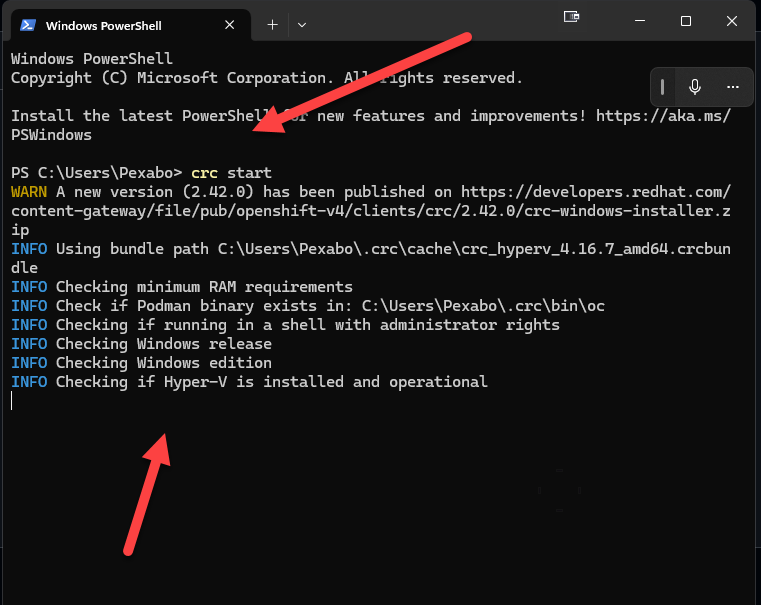 Windows PowerShell
Windows PowerShell
Copyright (C) Microsoft Corporation. All rights reserved.
Install the latest PowerShell for new features and improvements! https://aka.ms/
PSWindows
PS C:\Users\Pexabo> crc start
WARN A new version (2.42.0) has been published on https://developers.redhat.com/
content-gateway/file/pub/openshift-v4/clients/crc/2.42.0/crc-windows-installer.z
ip
INFO Using bundle path C:\Users\Pexabo\.crc\cache\crc_hyperv_4.16.7_amd64.crcbun
dle
INFO Checking minimum RAM requirements
INFO Check if Podman binary exists in: C:\Users\Pexabo\.crc\bin\oc
INFO Checking if running in a shell with administrator rights
INFO Checking Windows release
INFO Checking Windows edition
INFO Checking if Hyper-V is installed and operational